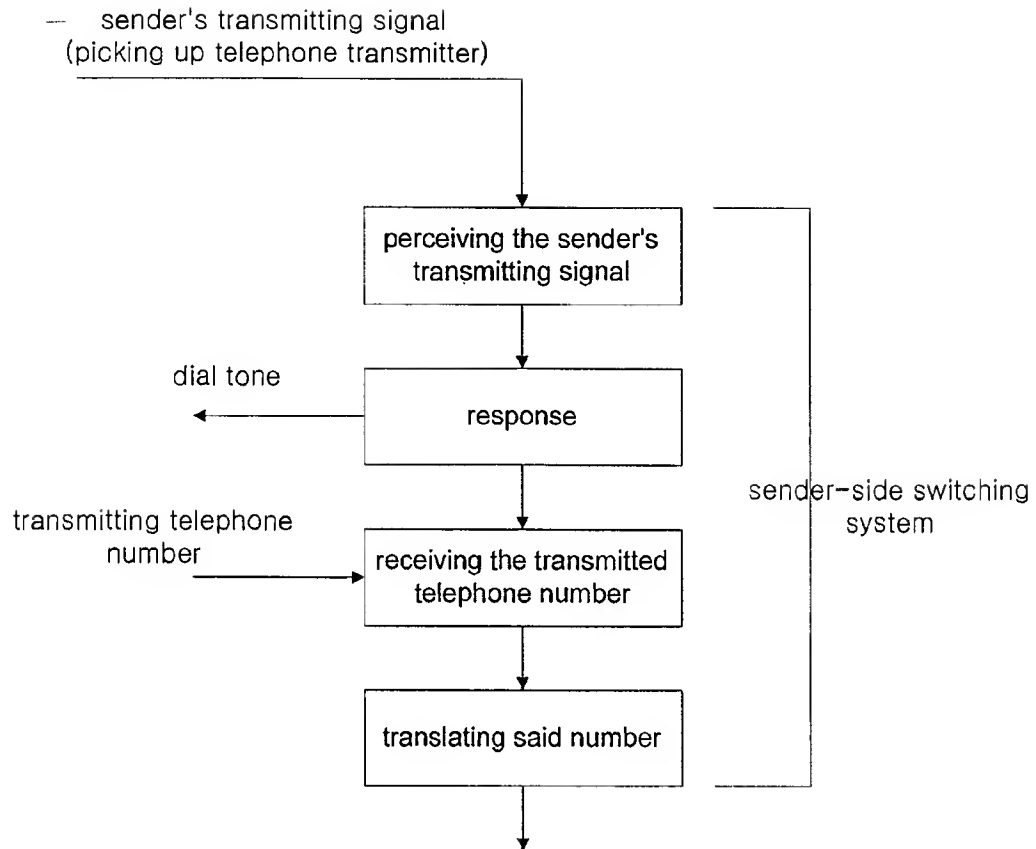 — sender's transmitting signal
(picking up telephone transmitter)
perceiving the sender's
transmitting signal
dial tone
response
sender-side switching
system
transmitting telephone
number
receiving the transmitted
telephone number
translating said number